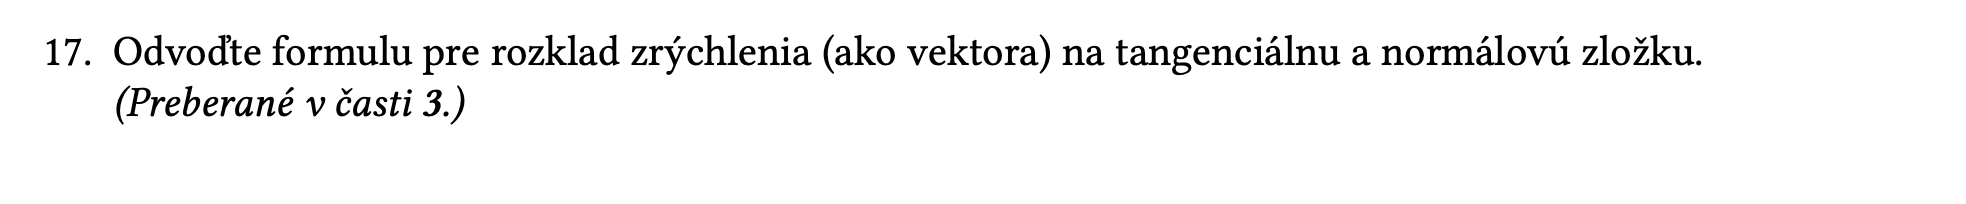 17. Odvoďte formulu pre rozklad zrýchlenia (ako vektora) na tangenciálnu a normálovú zložku.
(Preberané v časti 3.)